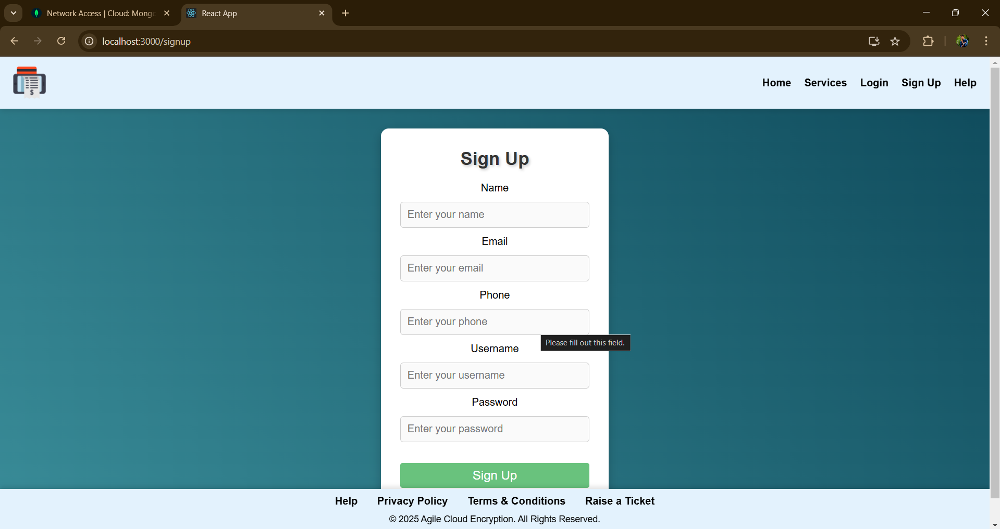 Network Access | Cloud: Mong
React App
localhost:3000/signup
$
Home Services Login Sign Up Help
Sign Up
Name
Enter your name
Email
Enter your email
Phone
Enter your phone
Please fill out this field.
Username
Enter your username
Password
Enter your password
Sign Up
Help Privacy Policy Terms & Conditions Raise a Ticket
© 2025 Agile Cloud Encryption. All Rights Reserved.